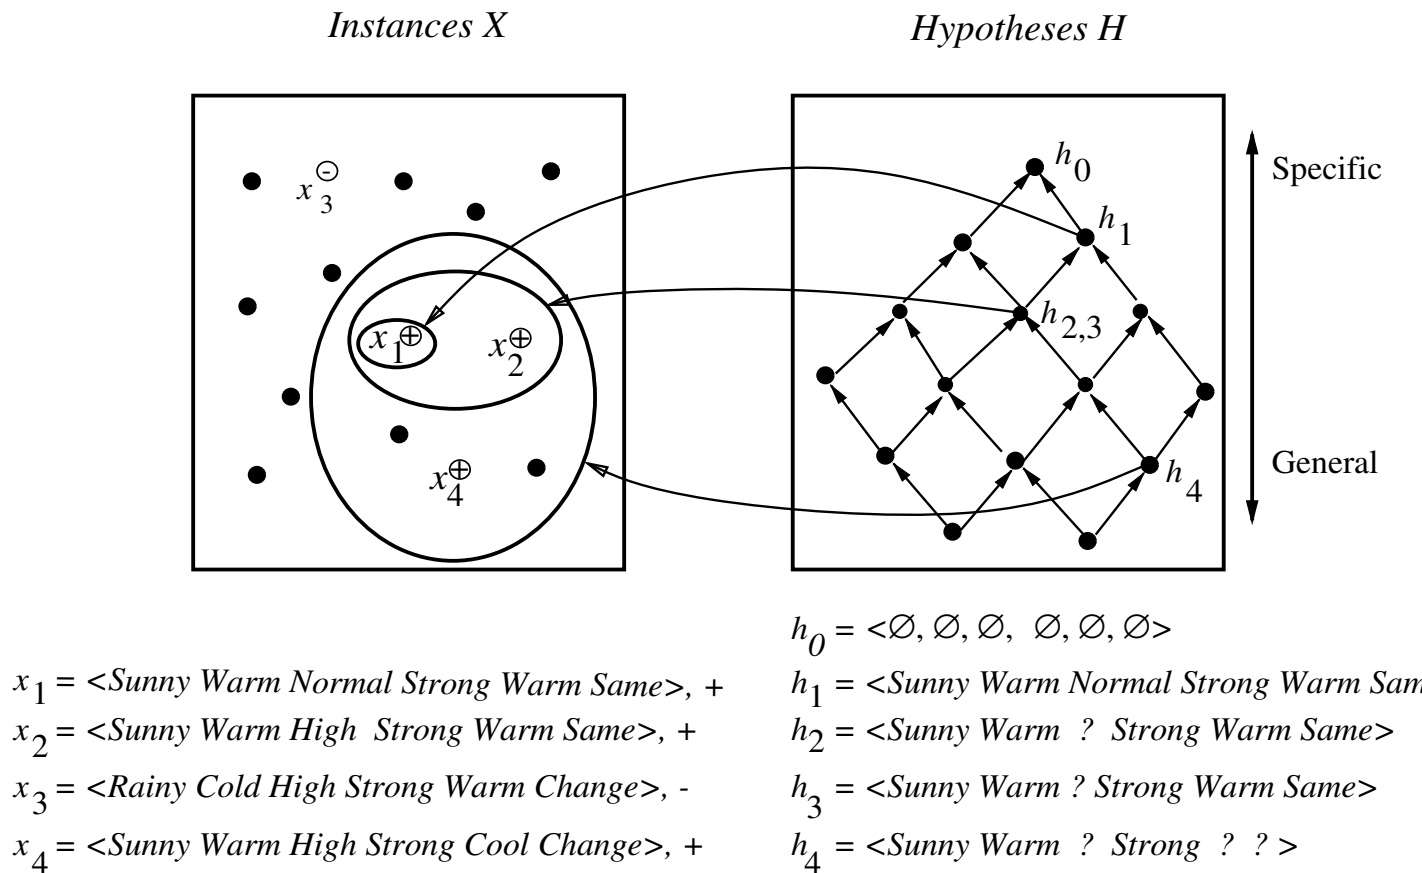 Instances X
Hypotheses H
x3 -
x1 +
x2 +
x4 +
h0
h1
h2,3
h4
Specific
General
h0 = <∅, ∅, ∅, ∅, ∅, ∅>
x1 = <Sunny Warm Normal Strong Warm Same>, +
h1 = <Sunny Warm Normal Strong Warm Sam
x2 = <Sunny Warm High Strong Warm Same>, +
h2 = <Sunny Warm ? Strong Warm Same>
x3 = <Rainy Cold High Strong Warm Change>, -
h3 = <Sunny Warm ? Strong Warm Same>
x4 = <Sunny Warm High Strong Cool Change>, +
h4 = <Sunny Warm ? Strong ? ? >